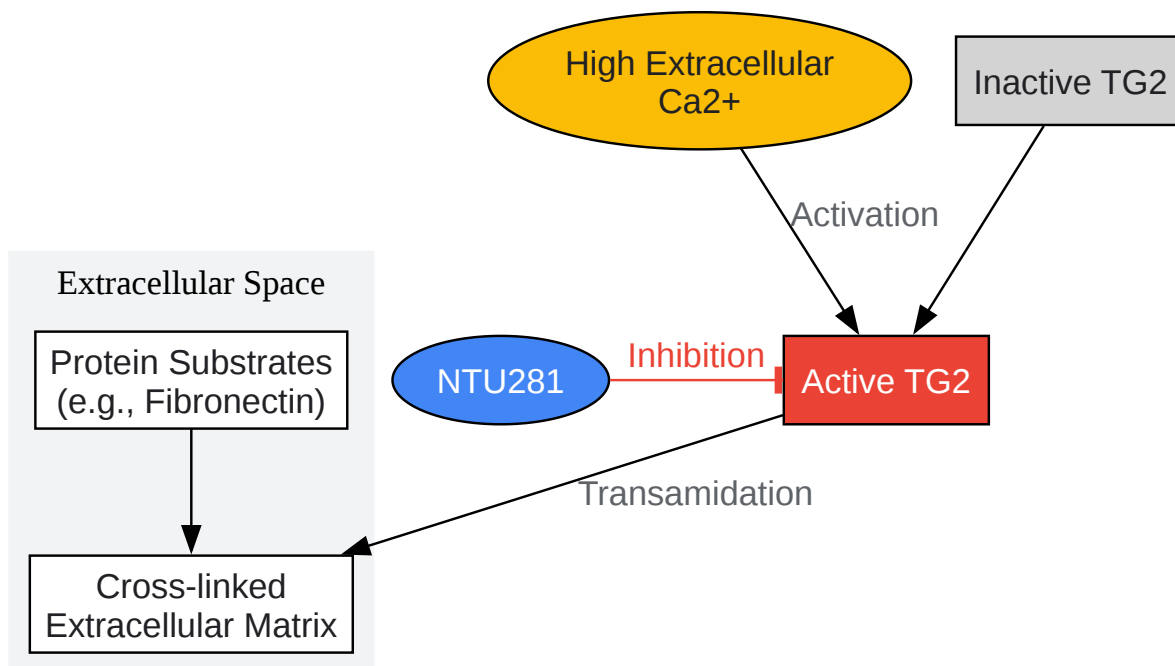 High Extracellular
Ca2+
Inactive TG2
Activation
Extracellular Space
Protein Substrates
(e.g., Fibronectin)
NTU281
Inhibition
Active TG2
Transamidation
Cross-linked
Extracellular Matrix